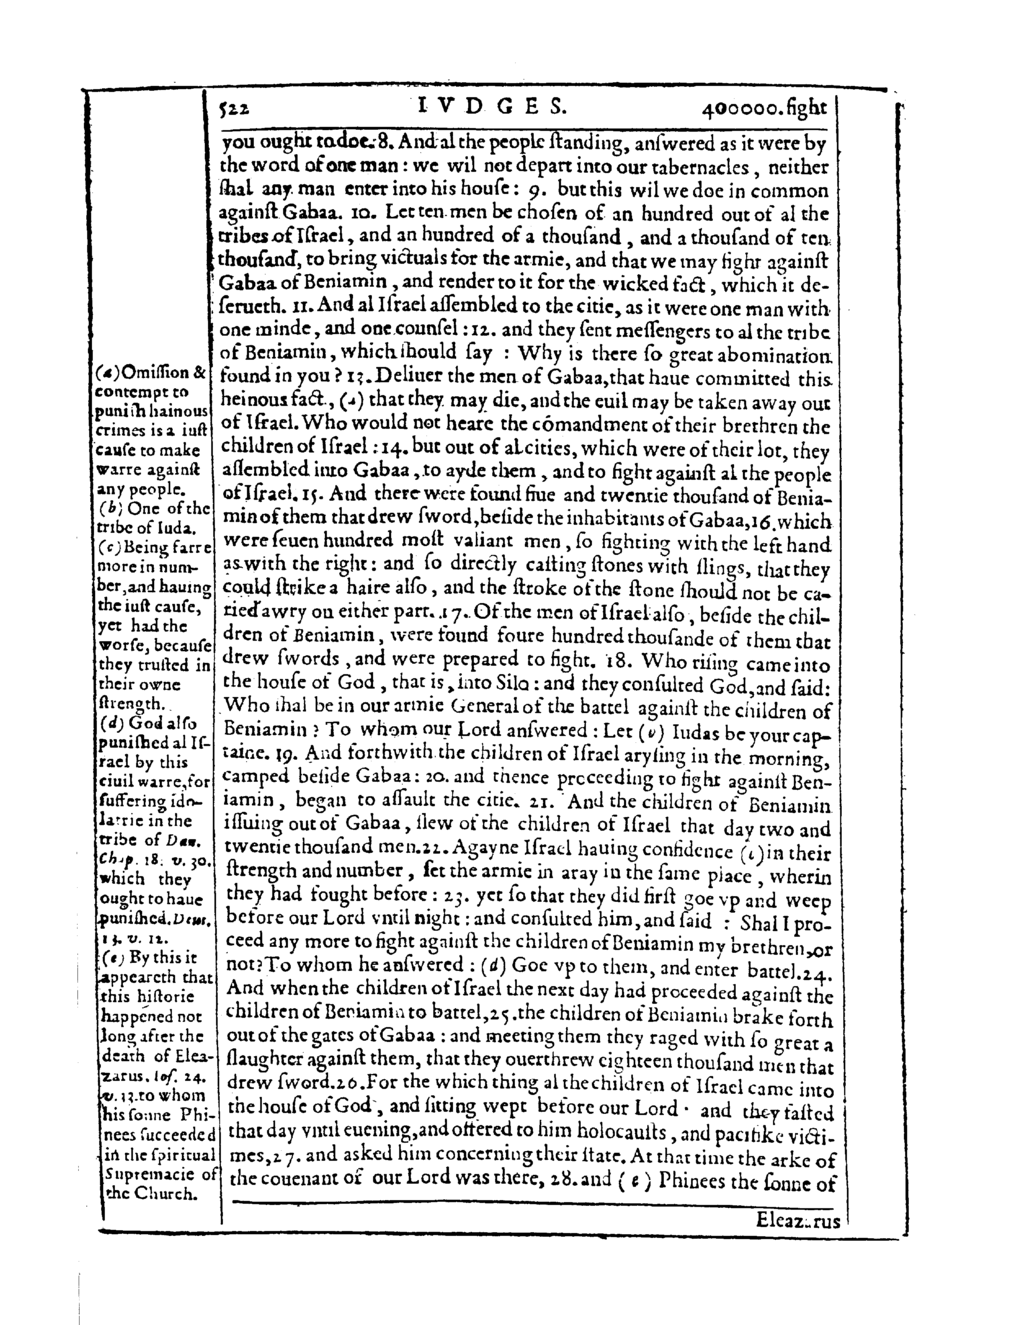 522 IVDGES. 400000.fight
you ought to doe. 8. And al the people ſtanding, anſwered as it were by
the word of one man : we wil not depart into our tabernacles, neither
ſhal any man enter into his houſe: 9. but this wil we doe in common
againſt Gabaa. 10. Let ten men be choſen of an hundred out of al the
tribes of Iſrael, and an hundred of a thouſand, and a thouſand of ten
thouſand, to bring victuals for the armie, and that we may fight againſt
Gabaa of Beniamin, and render to it for the wicked fact, which it de-
ſerueth. 11. And al Iſrael aſſembled to the citie, as it were one man with
one minde, and one counſel : 12. and they ſent meſſengers to al the tribe
of Beniamin, which ſhould ſay : Why is there ſo great abomination
found in you ? 13. Deliuer the men of Gabaa, that haue committed this
heinous fact, (a) that they may die, and the euil may be taken away out
of Iſrael. Who would not heare the cōmandment of their brethren the
children of Iſrael : 14. but out of al cities, which were of their lot, they
aſſembled into Gabaa, to ayde them, and to fight againſt al the people
of Iſrael. 15. And there were found fiue and twentie thouſand of Benia-
min of them that drew ſword, beſide the inhabitants of Gabaa, 16. which
were ſeuen hundred moſt valiant men, ſo fighting with the left hand
as with the right : and ſo directly caſting ſtones with ſlings, that they
could ſtrike a haire alſo, and the ſtroke of the ſtone ſhould not be ca-
ried awry on either part. 17. Of the men of Iſrael alſo, beſide the chil-
dren of Beniamin, were found foure hundred thouſande of them that
drew ſwords, and were prepared to fight. 18. Who riſing came into
the houſe of God, that is, into Silo : and they conſulted God, and ſaid:
Who ſhal be in our armie General of the battel againſt the children of
Beniamin ? To whom our Lord anſwered : Let (b) Iudas be your cap-
taine. 19. And forthwith the children of Iſrael aryſing in the morning,
camped beſide Gabaa: 20. and thence proceeding to fight againſt Ben-
iamin, began to aſſault the citie. 21. And the children of Beniamin
iſſuing out of Gabaa, ſlew of the children of Iſrael that day two and
twentie thouſand men. 22. Agayne Iſrael hauing confidence (c) in their
ſtrength and number, ſet the armie in aray in the ſame place, wherin
they had fought before : 23. yet ſo that they did firſt goe vp and weep
before our Lord vntil night : and conſulted him, and ſaid : Shal I pro-
ceed any more to fight againſt the children of Beniamin my brethren, or
not? To whom he anſwered : (d) Goe vp to them, and enter battel. 24.
And when the children of Iſrael the next day had proceeded againſt the
children of Beniamin to battel, 25. the children of Beniamin brake forth
out of the gates of Gabaa : and meeting them they raged with ſo great a
ſlaughter againſt them, that they ouerthrew eighteen thouſand men that
drew ſword. 26. For the which thing al the children of Iſrael came into
the houſe of God, and ſitting wept before our Lord : and they faſted
that day vntil euening, and offered to him holocauſts, and pacifike victi-
mes, 27. and asked him concerning their ſtate. At that time the arke of
the couenant of our Lord was there, 28. and (e) Phinees the ſonne of
Eleazarus
(a) Omiſſion &
contempt to
puniſh hainous
crimes is a iuſt
cauſe to make
warre againſt
any people.
(b) One of the
tribe of Iuda.
(c) Being farre
more in num-
ber, and hauing
the iuſt cauſe,
yet had the
worſe, becauſe
they truſted in
their owne
ſtrength.
(d) God alſo
puniſhed al Iſ-
rael by this
ciuil warre, for
ſuffering ido-
latrie in the
tribe of Dan.
Chap. 18. v. 30.
which they
ought to haue
puniſhed. Deut.
13. v. 12.
(e) By this it
appeareth that
this hiſtorie
happened not
long after the
death of Elea-
zarus. Ioſ. 24.
v. 33. to whom
his ſonne Phi-
nees ſucceeded
in the ſpiritual
Supremacie of
the Church.